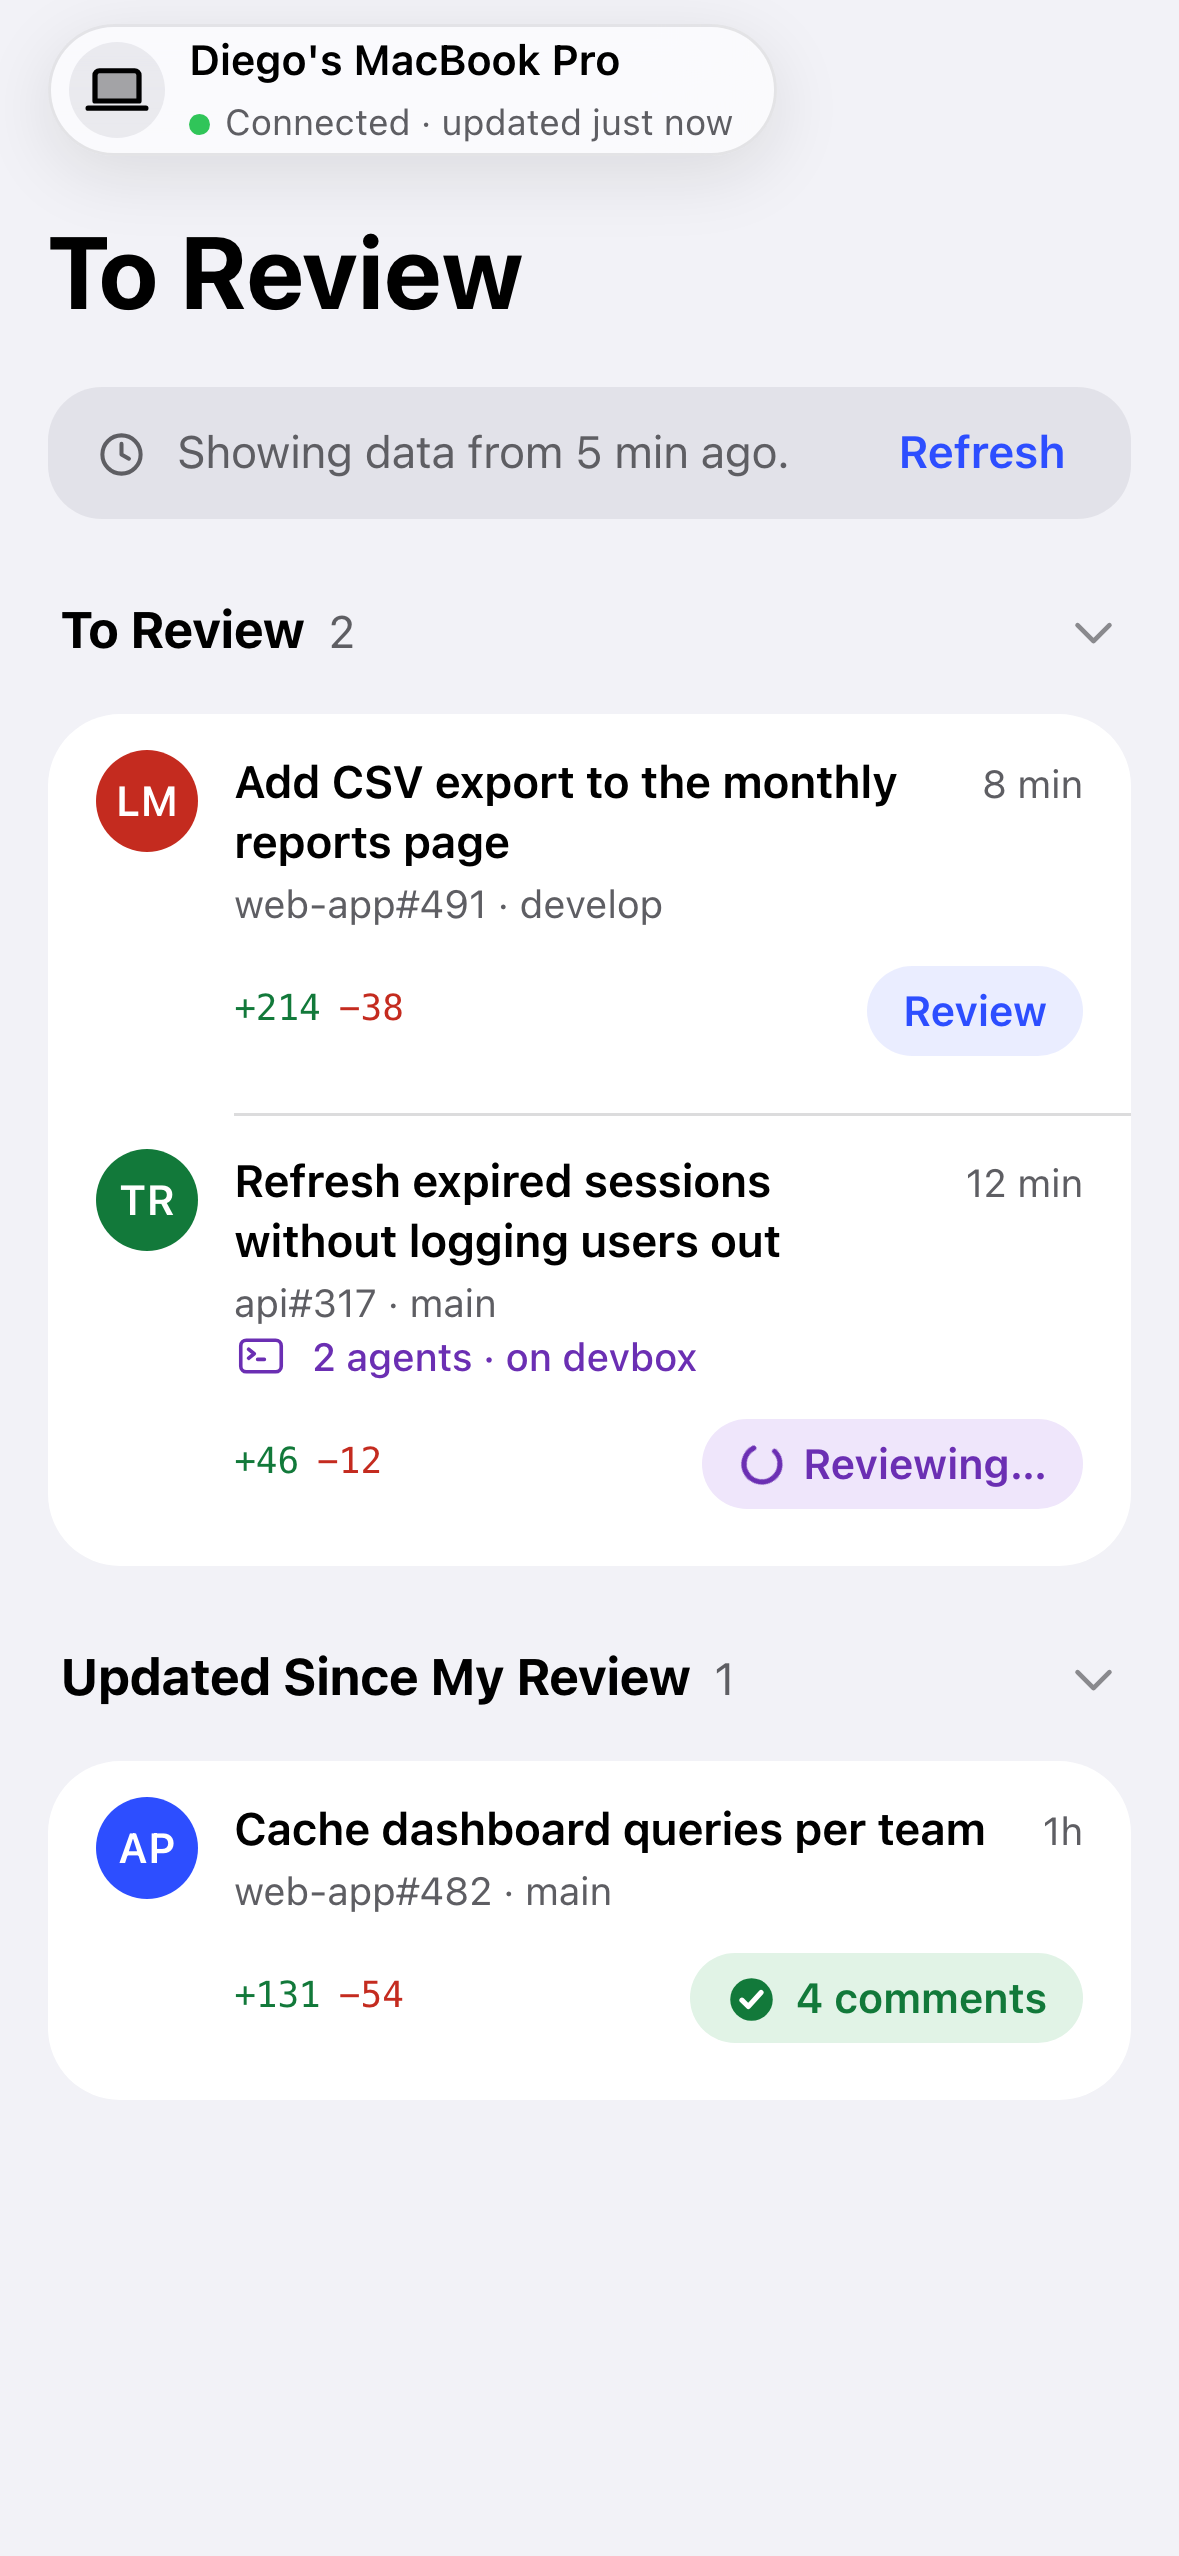 Diego's MacBook Pro
Connected · updated just now
To Review
Showing data from 5 min ago.
Refresh
To Review 2
LM
Add CSV export to the monthly
8 min
reports page
web-app#491 · develop
+214 −38
Review
TR
Refresh expired sessions
12 min
without logging users out
api#317 · main
2 agents · on devbox
+46 −12
Reviewing...
Updated Since My Review 1
AP
Cache dashboard queries per team
1h
web-app#482 · main
+131 −54
4 comments